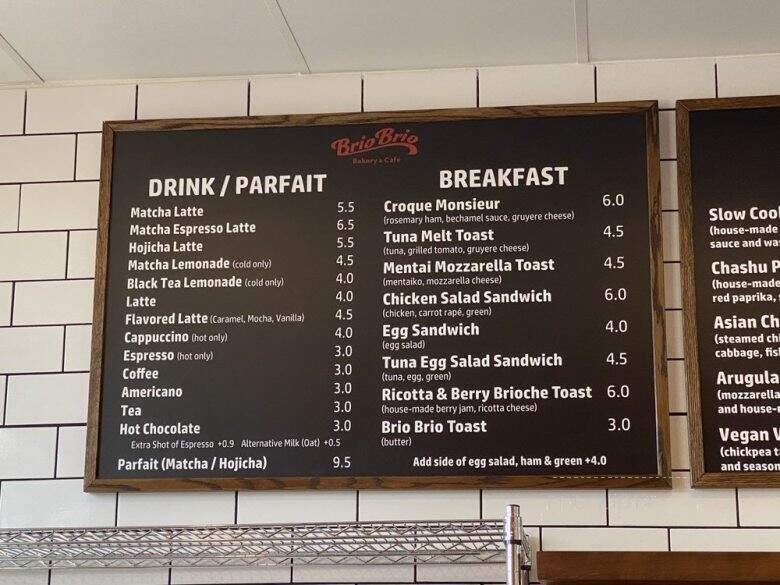 Brio Brio
Bakery & Cafe
DRINK / PARFAIT
Matcha Latte 5.5
Matcha Espresso Latte 6.5
Hojicha Latte 5.5
Matcha Lemonade (cold only) 4.5
Black Tea Lemonade (cold only) 4.0
Latte 4.0
Flavored Latte (Caramel, Mocha, Vanilla) 4.5
Cappuccino (hot only) 4.0
Espresso (hot only) 3.0
Coffee 3.0
Americano 3.0
Tea 3.0
Hot Chocolate 3.0
Extra Shot of Espresso +0.9 Alternative Milk (Oat) +0.5
Parfait (Matcha / Hojicha) 9.5
BREAKFAST
Croque Monsieur 6.0
(rosemary ham, bechamel sauce, gruyere cheese)
Tuna Melt Toast 4.5
(tuna, grilled tomato, gruyere cheese)
Mentai Mozzarella Toast 4.5
(mentaiko, mozzarella cheese)
Chicken Salad Sandwich 6.0
(chicken, carrot rapé, green)
Egg Sandwich 4.0
(egg salad)
Tuna Egg Salad Sandwich 4.5
(tuna, egg, green)
Ricotta & Berry Brioche Toast 6.0
(house-made berry jam, ricotta cheese)
Brio Brio Toast 3.0
(butter)
Add side of egg salad, ham & green +4.0
Slow Coo
(house-made
sauce and wa
Chashu P
(house-made
red paprika,
Asian Ch
(steamed chi
cabbage, fis
Arugula
(mozzarella
and house-
Vegan
(chickpea
and season